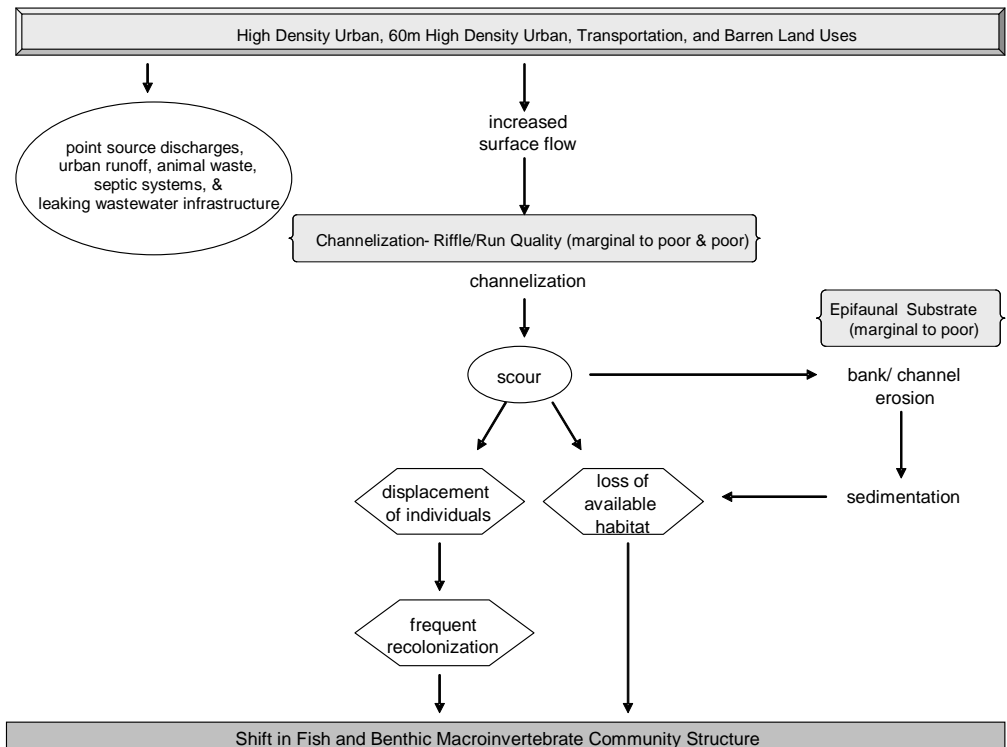 High Density Urban, 60m High Density Urban, Transportation, and Barren Land Uses
point source discharges,
urban runoff, animal waste,
septic systems, &
leaking wastewater infrastructure
increased
surface flow
Channelization- Riffle/Run Quality (marginal to poor & poor)
channelization
Epifaunal Substrate
(marginal to poor)
scour
bank/ channel
erosion
displacement
of individuals
loss of
available
habitat
sedimentation
frequent
recolonization
Shift in Fish and Benthic Macroinvertebrate Community Structure